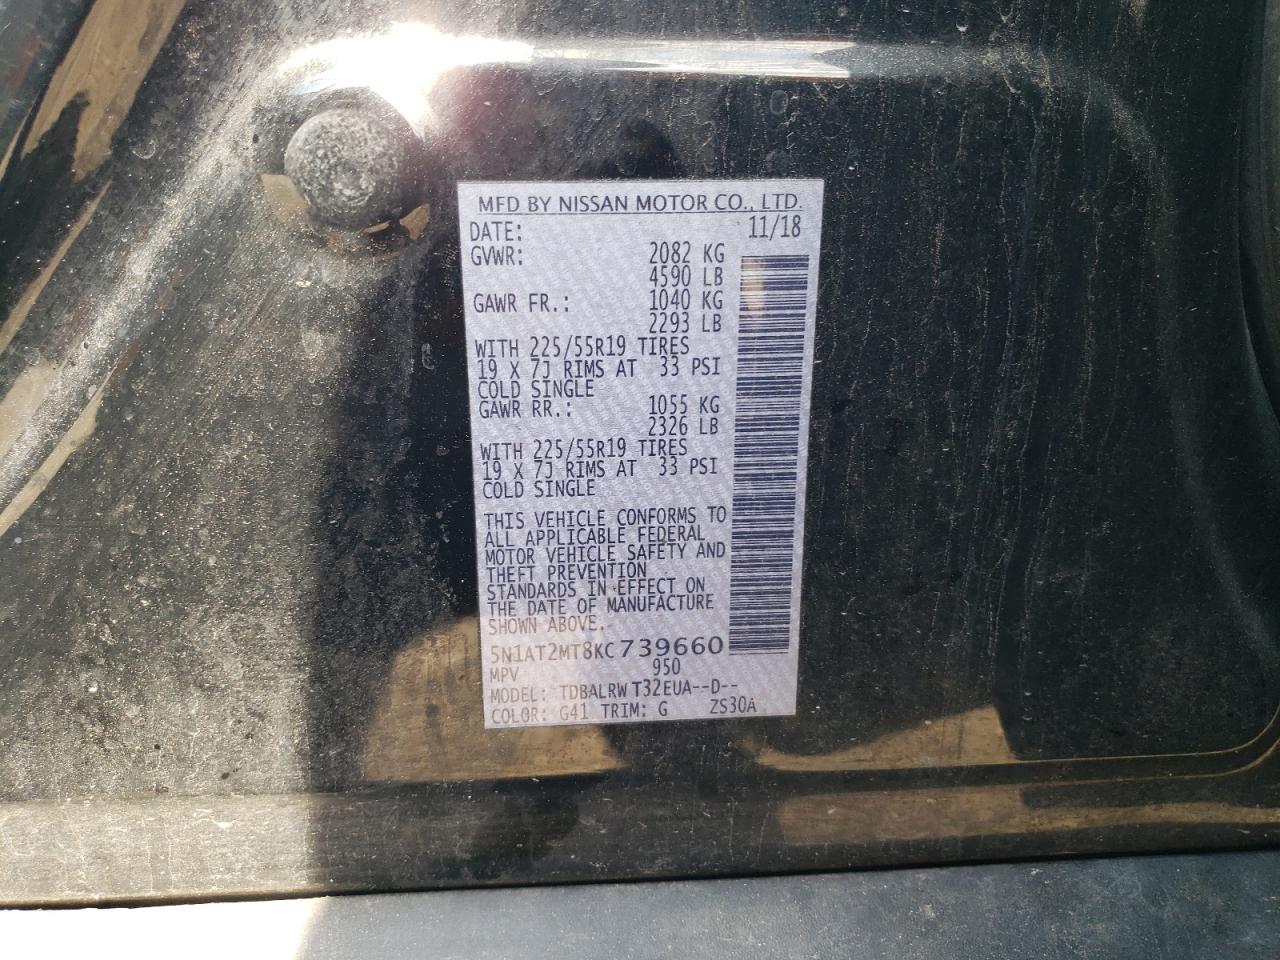 MFD BY NISSAN MOTOR CO., LTD.
DATE: 11/18
GVWR: 2082 KG
4590 LB
GAWR FR.: 1040 KG
2293 LB
WITH 225/55R19 TIRES
19 X 7J RIMS AT 33 PSI
COLD SINGLE
GAWR RR.: 1055 KG
2326 LB
WITH 225/55R19 TIRES
19 X 7J RIMS AT 33 PSI
COLD SINGLE
THIS VEHICLE CONFORMS TO
ALL APPLICABLE FEDERAL
MOTOR VEHICLE SAFETY AND
THEFT PREVENTION
STANDARDS IN EFFECT ON
THE DATE OF MANUFACTURE
SHOWN ABOVE.
5N1AT2MT8KC739660
MPV 950
MODEL: TDBALRW T32EUA--D--
COLOR: G41 TRIM: G ZS30A